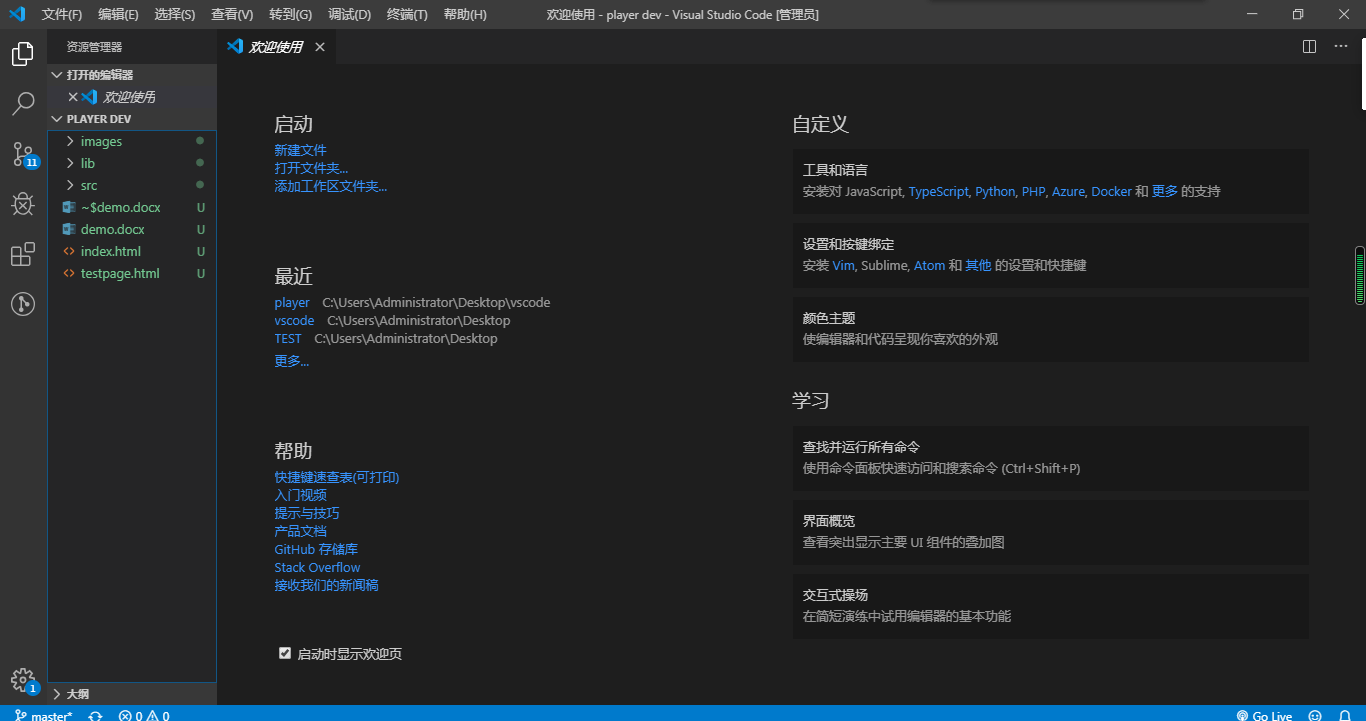 文件(F) 编辑(E) 选择(S) 查看(V) 转到(G) 调试(D) 终端(T) 帮助(H) 欢迎使用 - player dev - Visual Studio Code [管理员]
资源管理器
打开的编辑器
欢迎使用
PLAYER DEV
images
lib
src
~$demo.docx U
demo.docx U
index.html U
testpage.html U
大纲
11
1
欢迎使用
启动
新建文件
打开文件夹...
添加工作区文件夹...
最近
player C:\Users\Administrator\Desktop\vscode
vscode C:\Users\Administrator\Desktop
TEST C:\Users\Administrator\Desktop
更多...
帮助
快捷键速查表(可打印)
入门视频
提示与技巧
产品文档
GitHub 存储库
Stack Overflow
接收我们的新闻稿
启动时显示欢迎页
自定义
工具和语言
安装对 JavaScript, TypeScript, Python, PHP, Azure, Docker 和 更多 的支持
设置和按键绑定
安装 Vim, Sublime, Atom 和 其他 的设置和快捷键
颜色主题
使编辑器和代码呈现你喜欢的外观
学习
查找并运行所有命令
使用命令面板快速访问和搜索命令 (Ctrl+Shift+P)
界面概览
查看突出显示主要 UI 组件的叠加图
交互式操场
在简短演练中试用编辑器的基本功能
master* 0 0 Go Live